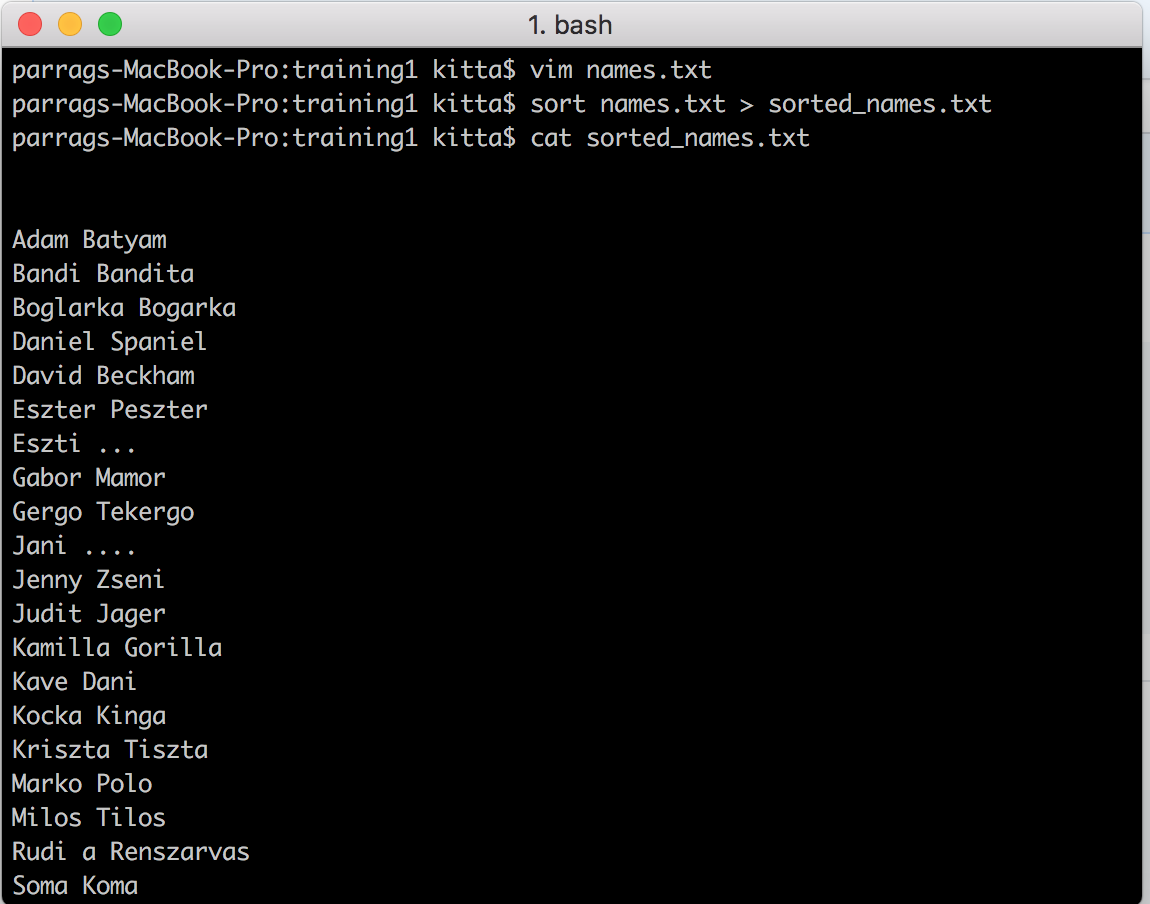 1. bash
parrags-MacBook-Pro:training1 kitta$ vim names.txt
parrags-MacBook-Pro:training1 kitta$ sort names.txt > sorted_names.txt
parrags-MacBook-Pro:training1 kitta$ cat sorted_names.txt
Adam Batyam
Bandi Bandita
Boglarka Bogarka
Daniel Spaniel
David Beckham
Eszter Peszter
Eszti ...
Gabor Mamor
Gergo Tekergo
Jani ....
Jenny Zseni
Judit Jager
Kamilla Gorilla
Kave Dani
Kocka Kinga
Kriszta Tiszta
Marko Polo
Milos Tilos
Rudi a Renszarvas
Soma Koma